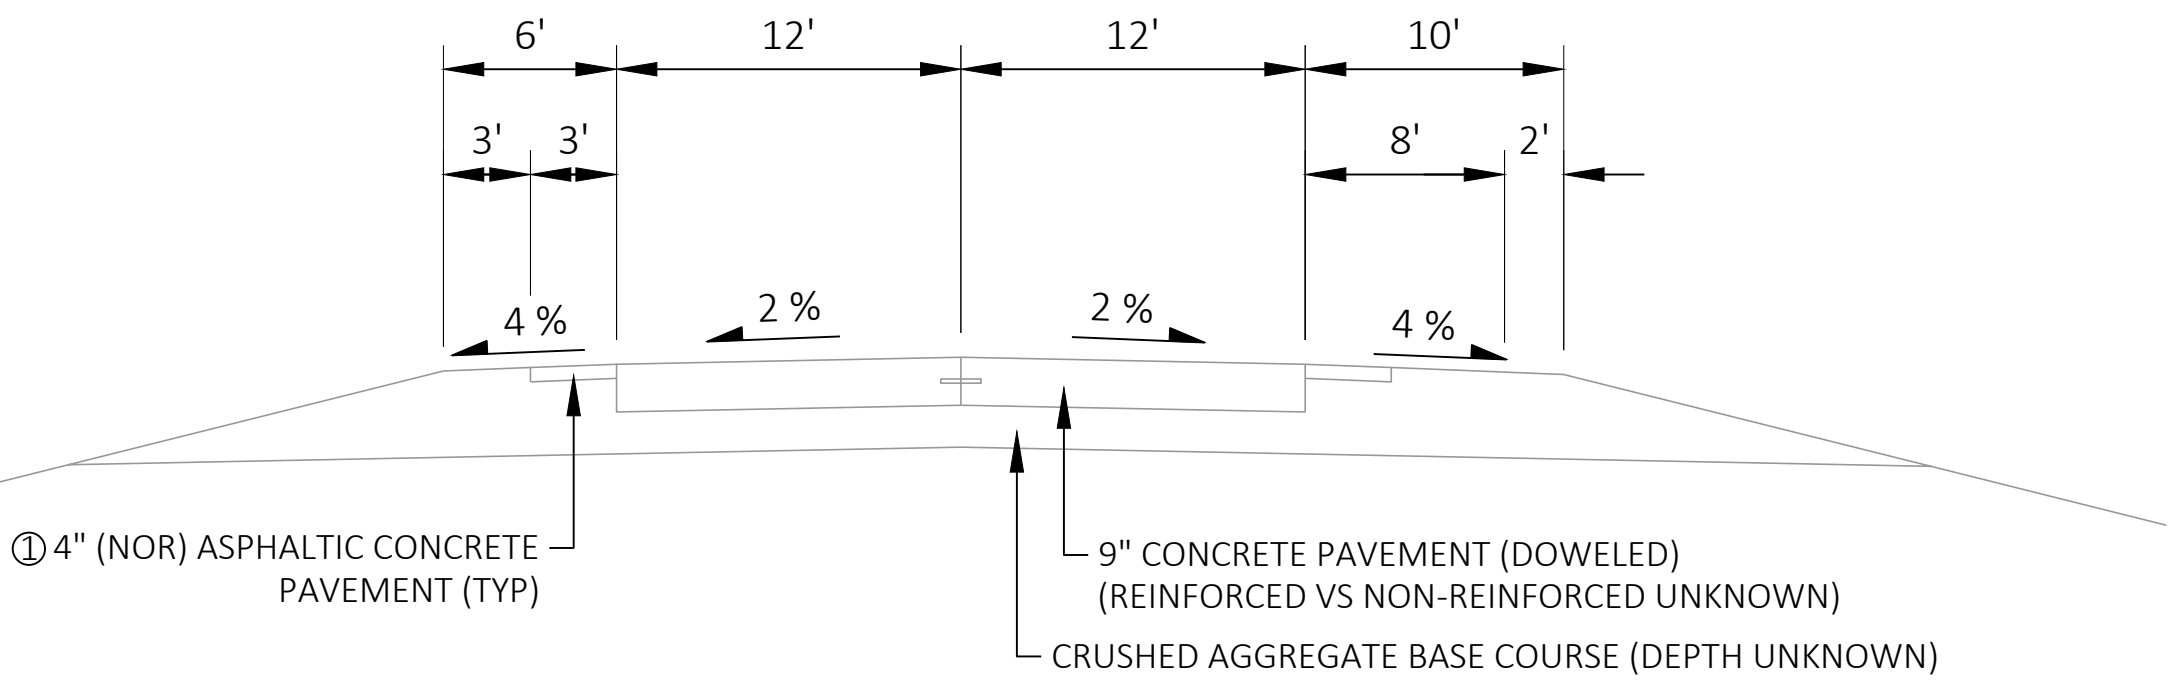 6' 12' 12' 10'
3' 3' 8' 2'
4 % 2 % 2 % 4 %
① 4" (NOR) ASPHALTIC CONCRETE
PAVEMENT (TYP)
9" CONCRETE PAVEMENT (DOWELED)
(REINFORCED VS NON-REINFORCED UNKNOWN)
CRUSHED AGGREGATE BASE COURSE (DEPTH UNKNOWN)